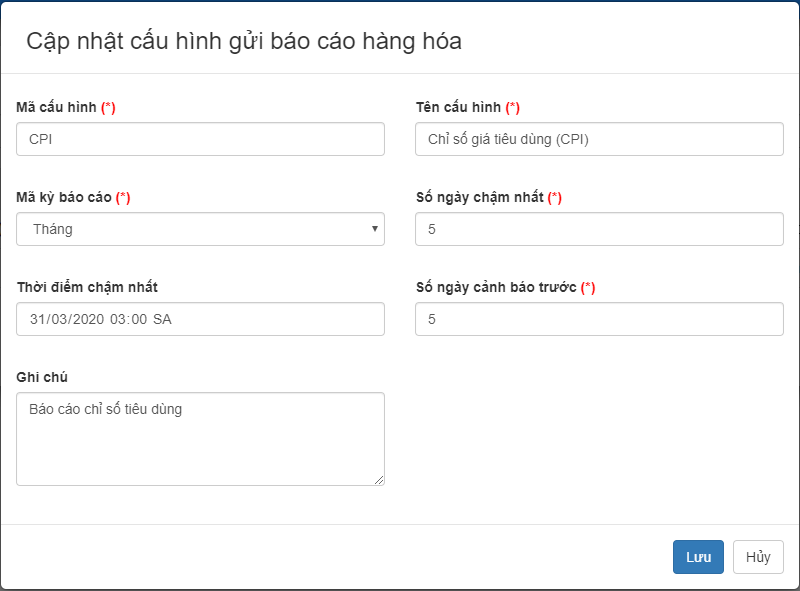 Cập nhật cấu hình gửi báo cáo hàng hóa
Mã cấu hình (*)
Tên cấu hình (*)
CPI
Chỉ số giá tiêu dùng (CPI)
Mã kỳ báo cáo (*)
Số ngày chậm nhất (*)
Tháng
5
Thời điểm chậm nhất
Số ngày cảnh báo trước (*)
31/03/2020 03:00 SA
5
Ghi chú
Báo cáo chỉ số tiêu dùng
Lưu
Hủy